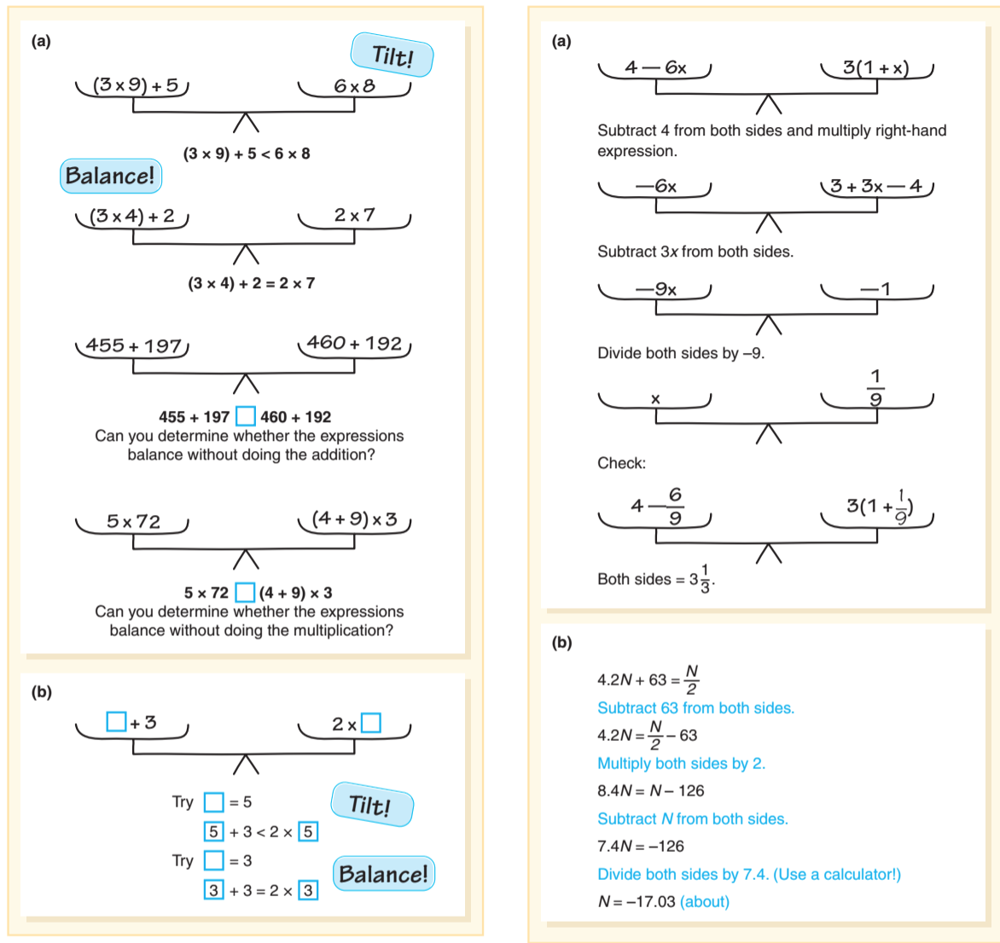 (a)
Tilt!
(3 x 9) + 5
6 x 8
(3 × 9) + 5 < 6 × 8
Balance!
(3 x 4) + 2
2 x 7
(3 × 4) + 2 = 2 × 7
455 + 197
460 + 192
455 + 197 □ 460 + 192
Can you determine whether the expressions
balance without doing the addition?
5 x 72
(4 + 9) x 3
5 × 72 □ (4 + 9) × 3
Can you determine whether the expressions
balance without doing the multiplication?
(b)
□ + 3
2 x □
Try □ = 5
Tilt!
5 + 3 < 2 × 5
Try □ = 3
Balance!
3 + 3 = 2 × 3
(a)
4 — 6x
3(1 + x)
Subtract 4 from both sides and multiply right-hand
expression.
—6x
3 + 3x — 4
Subtract 3x from both sides.
—9x
—1
Divide both sides by –9.
x
1/9
Check:
4 — 6/9
3(1 + 1/9)
Both sides = 3 1/3.
(b)
4.2N + 63 = N/2
Subtract 63 from both sides.
4.2N = N/2 – 63
Multiply both sides by 2.
8.4N = N – 126
Subtract N from both sides.
7.4N = –126
Divide both sides by 7.4. (Use a calculator!)
N = –17.03 (about)